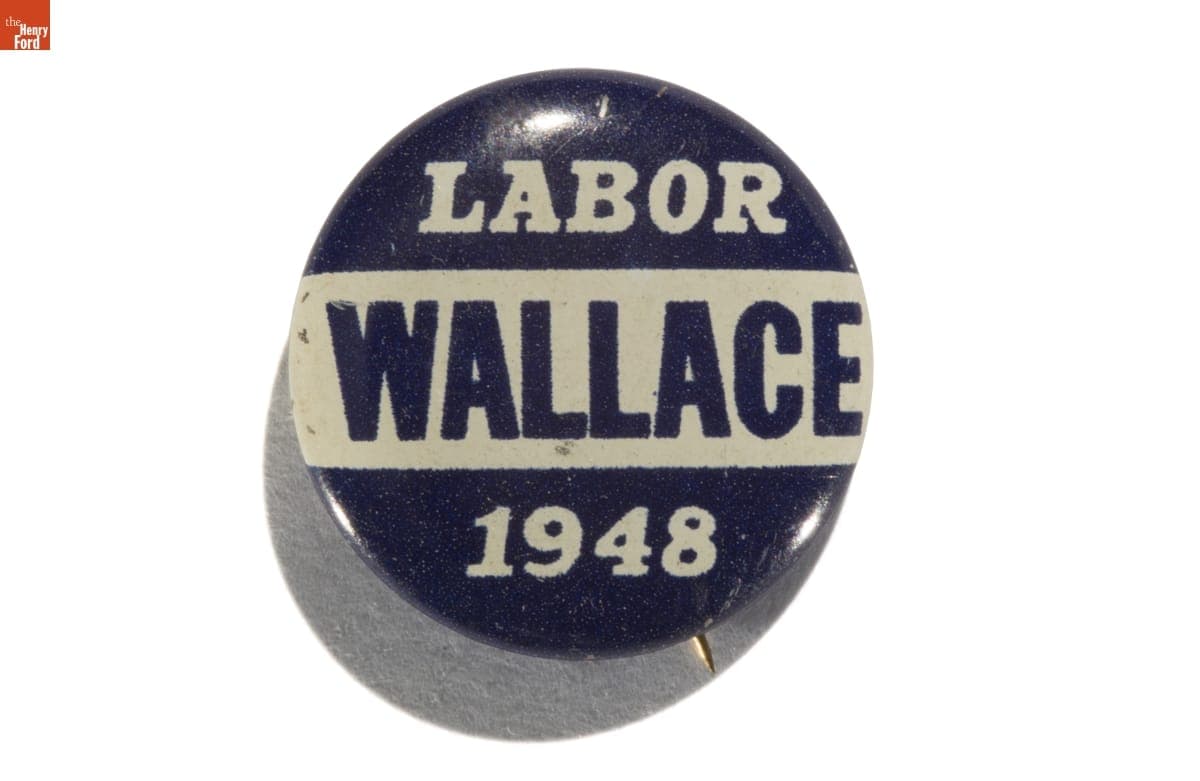 the
Henry
Ford
LABOR
WALLACE
1948